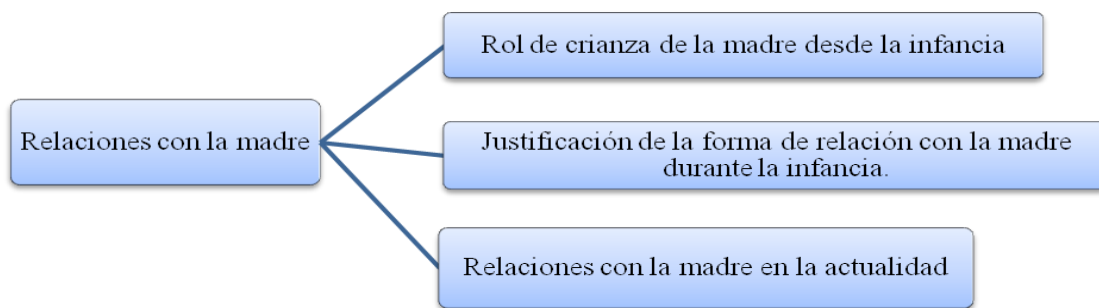 Rol de crianza de la madre desde la infancia
Relaciones con la madre
Justificación de la forma de relación con la madre
durante la infancia.
Relaciones con la madre en la actualidad